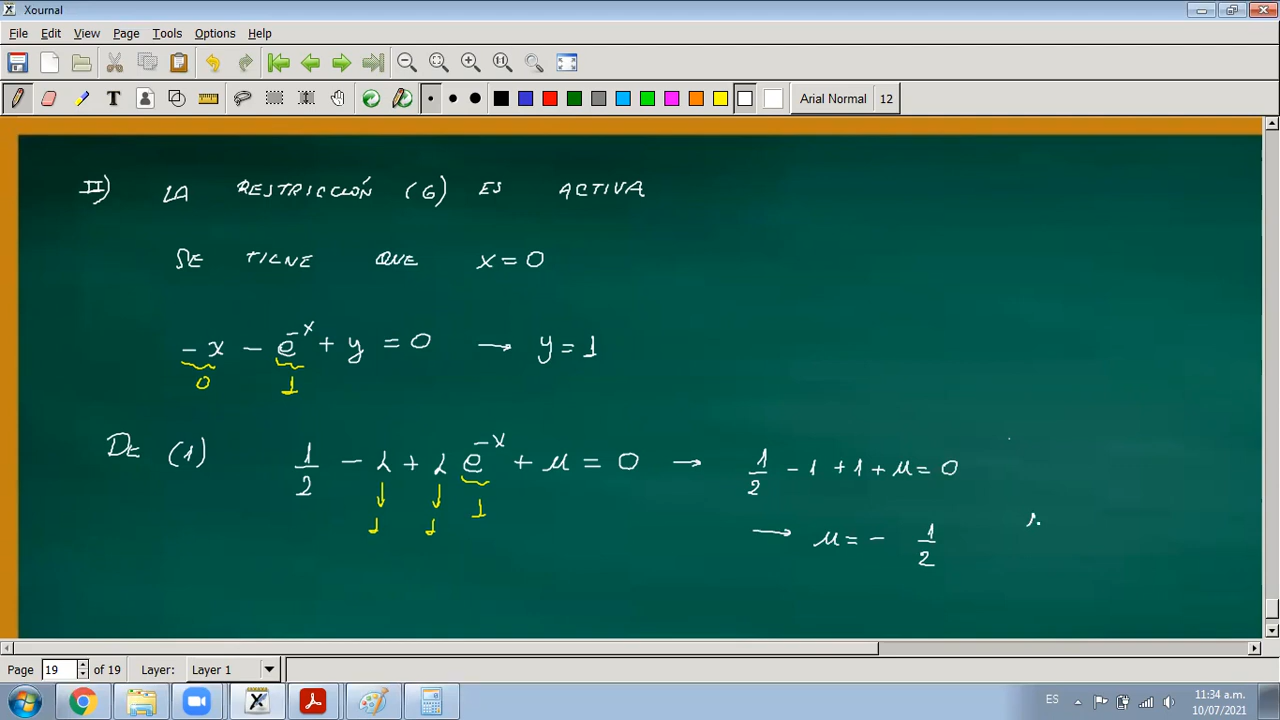 Xournal
File Edit View Page Tools Options Help
Arial Normal 12
II) LA RESTRICCIÓN (6) ES ACTIVA
SE TIENE QUE x = 0
- x - e^{-x} + y = 0 → y = 1
0 1
DE (1) 1/2 - λ + λ e^{-x} + μ = 0 → 1/2 - 1 + 1 + μ = 0
1 1 1
→ μ = - 1/2
Page 19 of 19 Layer: Layer 1
ES 11:34 a.m.
10/07/2021